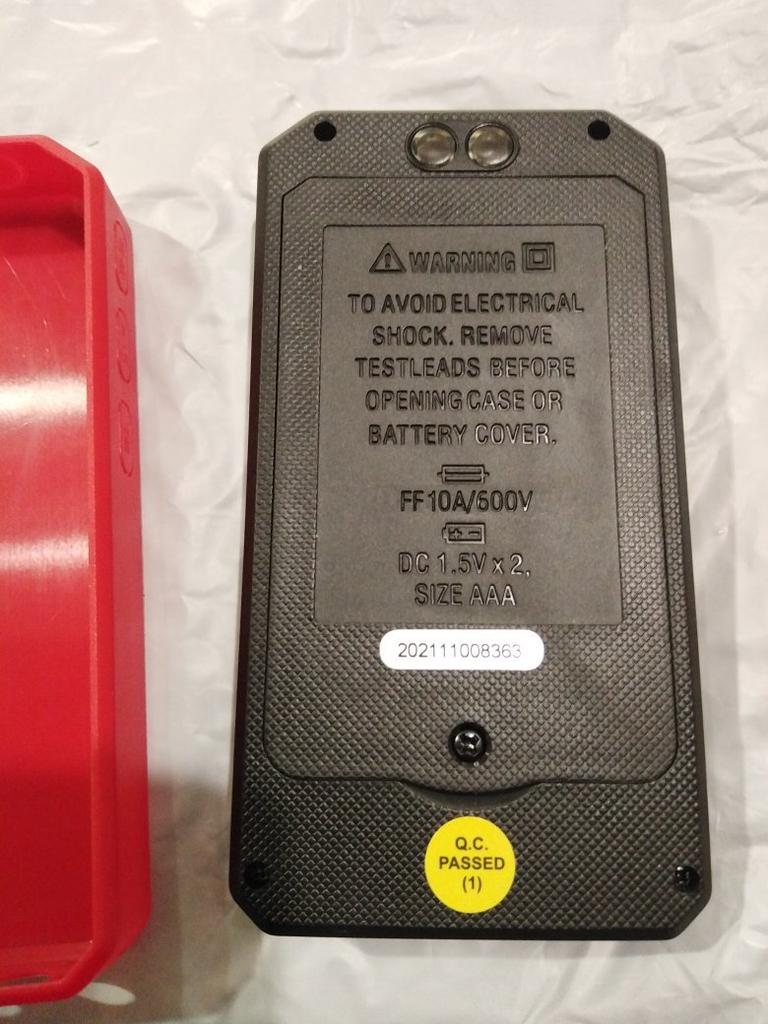 WARNING
TO AVOID ELECTRICAL
SHOCK. REMOVE
TESTLEADS BEFORE
OPENING CASE OR
BATTERY COVER.
FF10A/600V
DC 1.5V x 2,
SIZE AAA
202111008363
Q.C.
PASSED
(1)